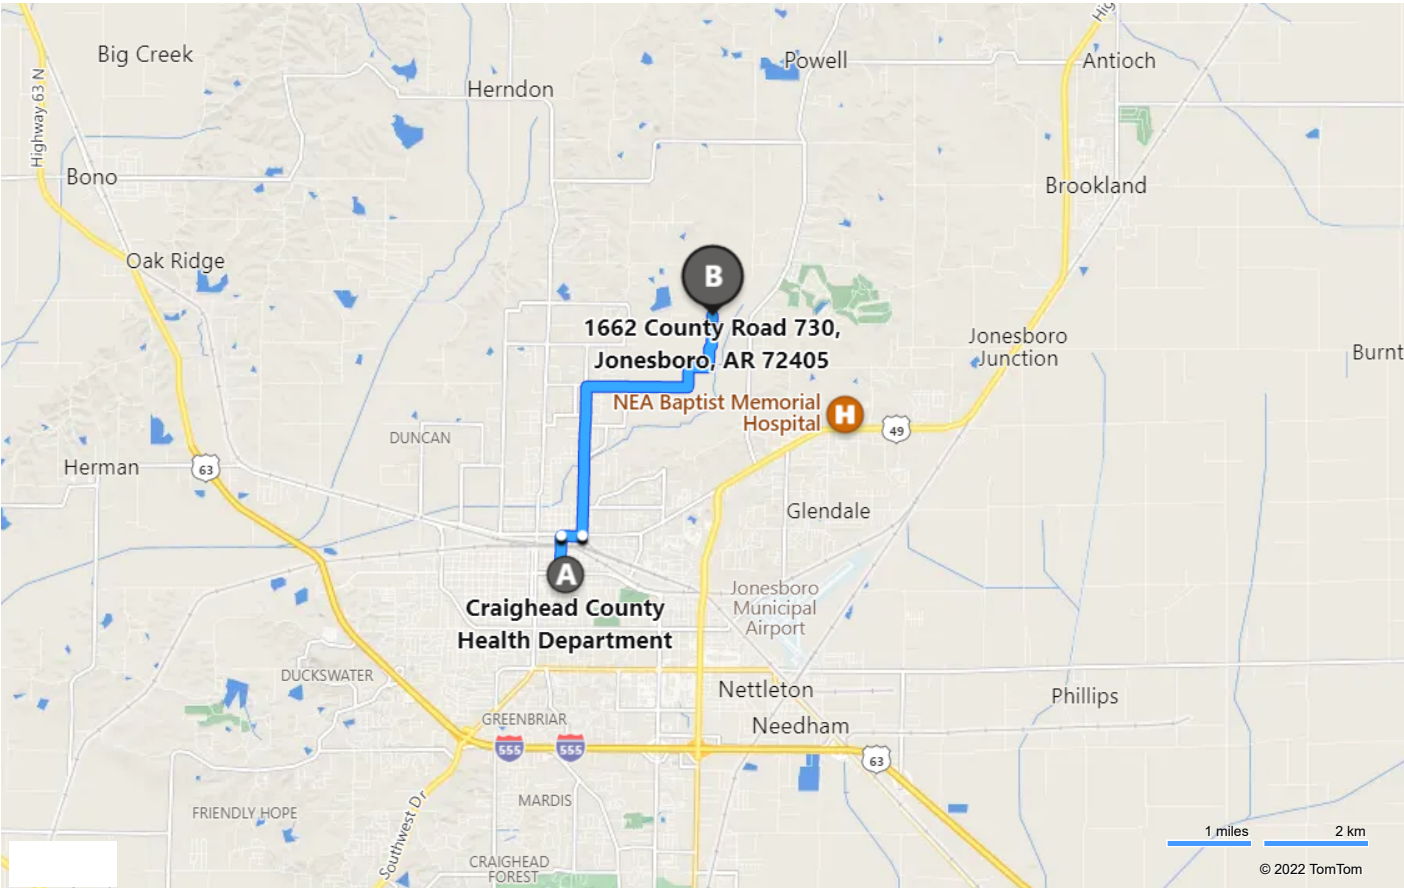 Hig
Big Creek
Powell
Antioch
Highway 63 N
Herndon
Bono
Brookland
Oak Ridge
B
1662 County Road 730,
Jonesboro, AR 72405
Jonesboro
Junction
Burnt
NEA Baptist Memorial
Hospital
H
49
DUNCAN
Herman
63
Glendale
A
Craighead County
Health Department
Jonesboro
Municipal
Airport
DUCKSWATER
Nettleton
Phillips
GREENBRIAR
Needham
555
555
63
MARDIS
FRIENDLY HOPE
Southwest Dr
CRAIGHEAD
FOREST
1 miles
2 km
© 2022 TomTom